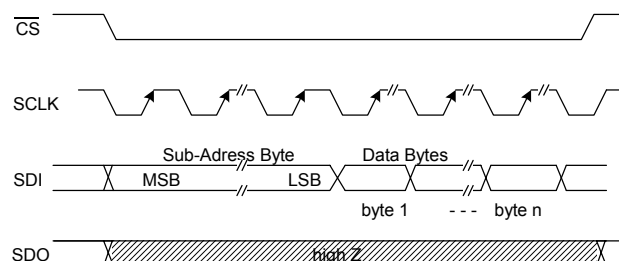 CS
SCLK
Sub-Adress Byte Data Bytes
SDI MSB LSB
byte 1 - - - byte n
SDO high Z